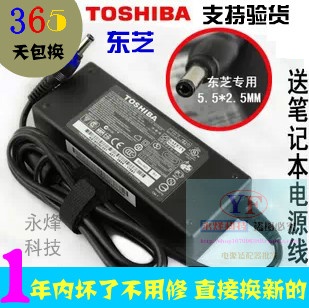 365
天包换
TOSHIBA
东芝
支持验货
东芝专用
5.5*2.5MM
送笔记本电源线
TOSHIBA
永烽
科技
YF
1年内坏了不用修 直接换新的